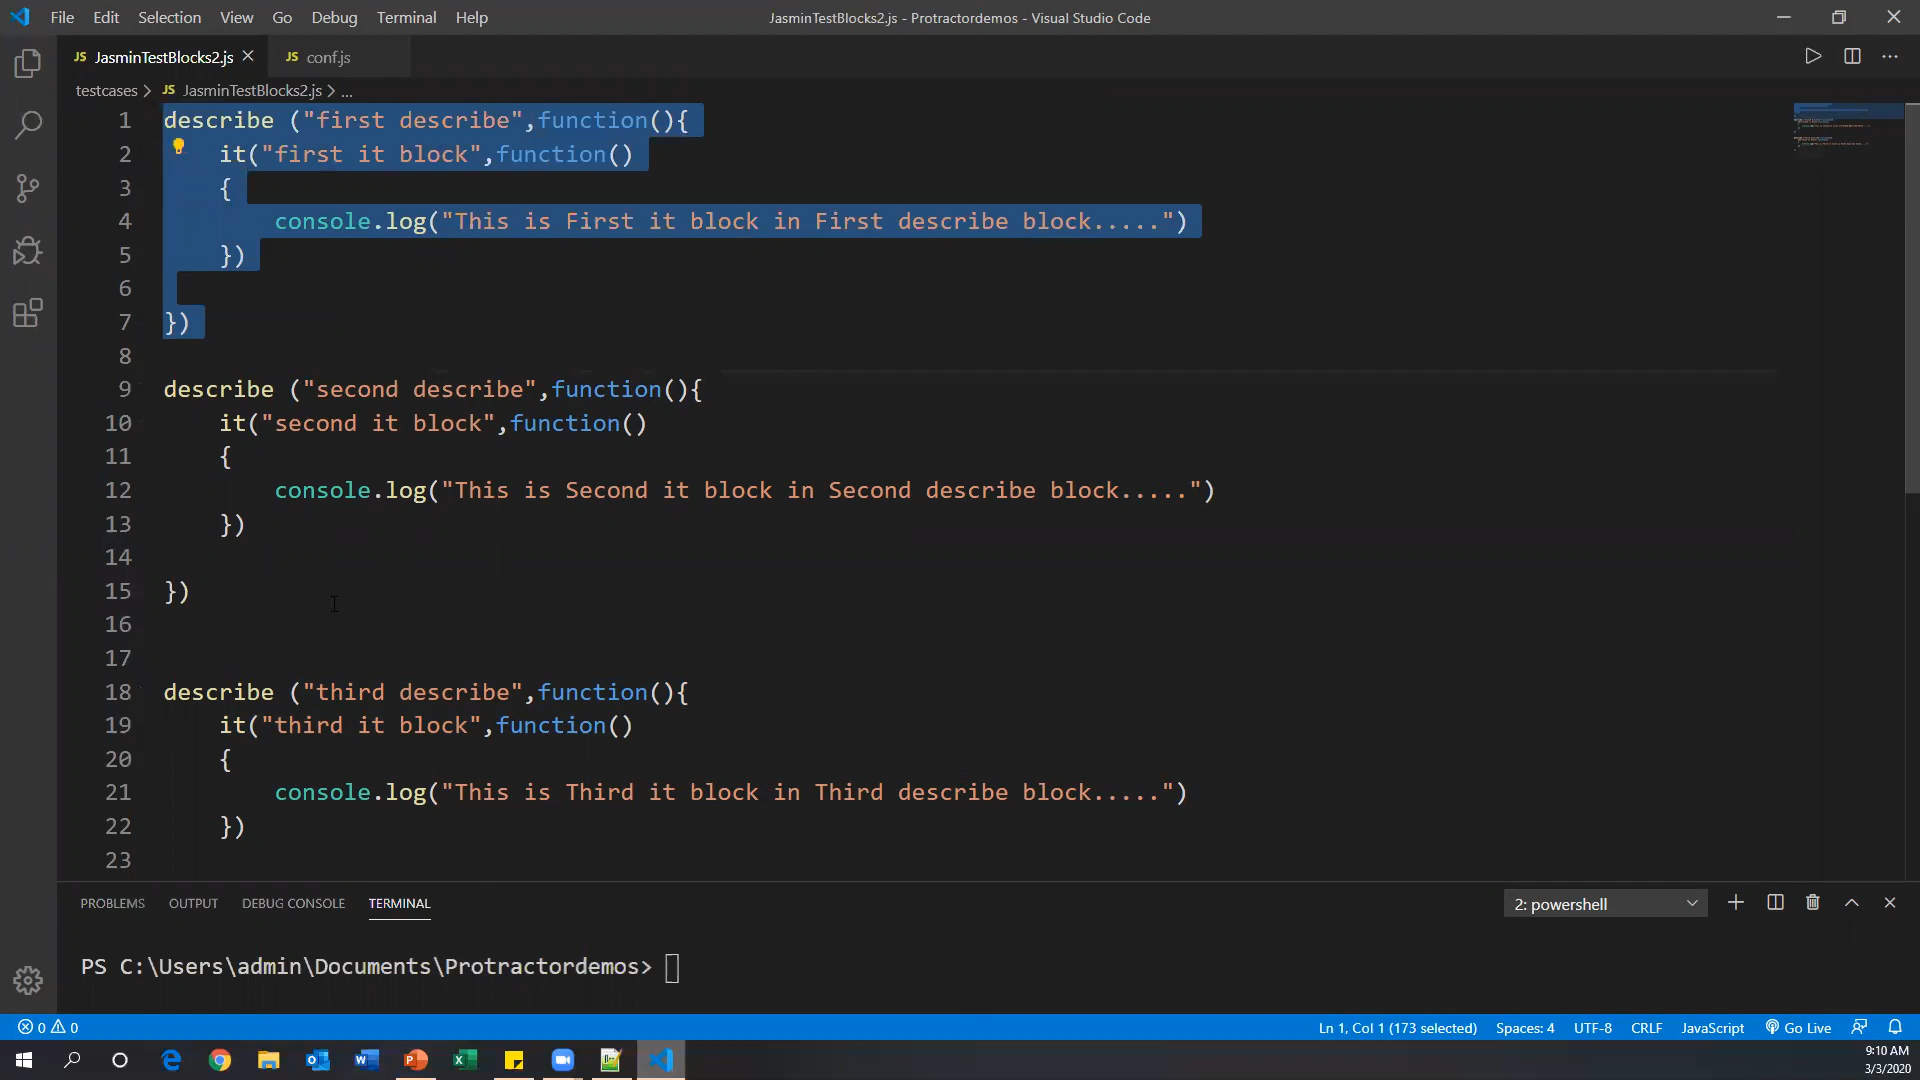 File Edit Selection View Go Debug Terminal Help
JasminTestBlocks2.js - Protractordemos - Visual Studio Code
JS JasminTestBlocks2.js JS conf.js
testcases > JS JasminTestBlocks2.js > ...
1 describe ("first describe",function(){
2 it("first it block",function()
3 {
4 console.log("This is First it block in First describe block.....")
5 })
6
7 })
8
9 describe ("second describe",function(){
10 it("second it block",function()
11 {
12 console.log("This is Second it block in Second describe block.....")
13 })
14
15 })
16
17
18 describe ("third describe",function(){
19 it("third it block",function()
20 {
21 console.log("This is Third it block in Third describe block.....")
22 })
23
PROBLEMS OUTPUT DEBUG CONSOLE TERMINAL 2: powershell
PS C:\Users\admin\Documents\Protractordemos>
0 0 Ln 1, Col 1 (173 selected) Spaces: 4 UTF-8 CRLF JavaScript Go Live
9:10 AM
3/3/2020